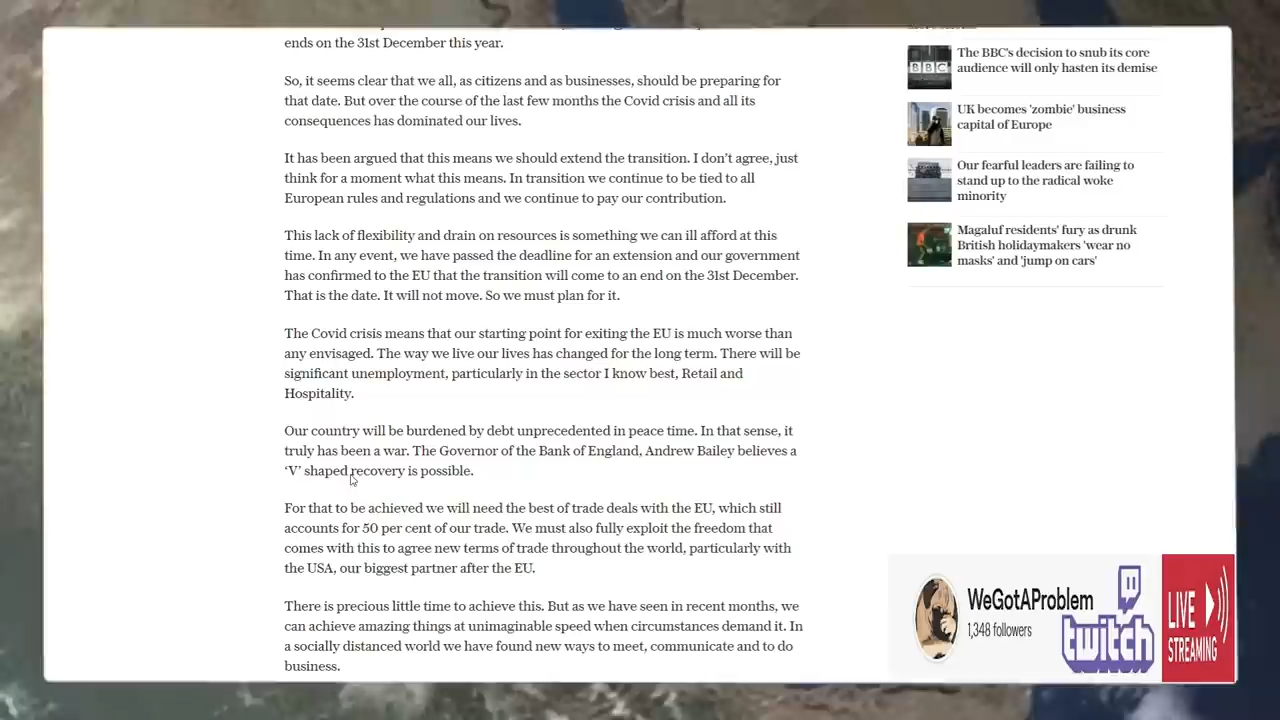 ends on the 31st December this year.
So, it seems clear that we all, as citizens and as businesses, should be preparing for
that date. But over the course of the last few months the Covid crisis and all its
consequences has dominated our lives.
It has been argued that this means we should extend the transition. I don’t agree, just
think for a moment what this means. In transition we continue to be tied to all
European rules and regulations and we continue to pay our contribution.
This lack of flexibility and drain on resources is something we can ill afford at this
time. In any event, we have passed the deadline for an extension and our government
has confirmed to the EU that the transition will come to an end on the 31st December.
That is the date. It will not move. So we must plan for it.
The Covid crisis means that our starting point for exiting the EU is much worse than
any envisaged. The way we live our lives has changed for the long term. There will be
significant unemployment, particularly in the sector I know best, Retail and
Hospitality.
Our country will be burdened by debt unprecedented in peace time. In that sense, it
truly has been a war. The Governor of the Bank of England, Andrew Bailey believes a
‘V’ shaped recovery is possible.
For that to be achieved we will need the best of trade deals with the EU, which still
accounts for 50 per cent of our trade. We must also fully exploit the freedom that
comes with this to agree new terms of trade throughout the world, particularly with
the USA, our biggest partner after the EU.
There is precious little time to achieve this. But as we have seen in recent months, we
can achieve amazing things at unimaginable speed when circumstances demand it. In
a socially distanced world we have found new ways to meet, communicate and to do
business.
BBC
The BBC's decision to snub its core
audience will only hasten its demise
UK becomes 'zombie' business
capital of Europe
Our fearful leaders are failing to
stand up to the radical woke
minority
Magaluf residents' fury as drunk
British holidaymakers 'wear no
masks' and 'jump on cars'
WeGotAProblem
1,348 followers
twitch
LIVE
STREAMING